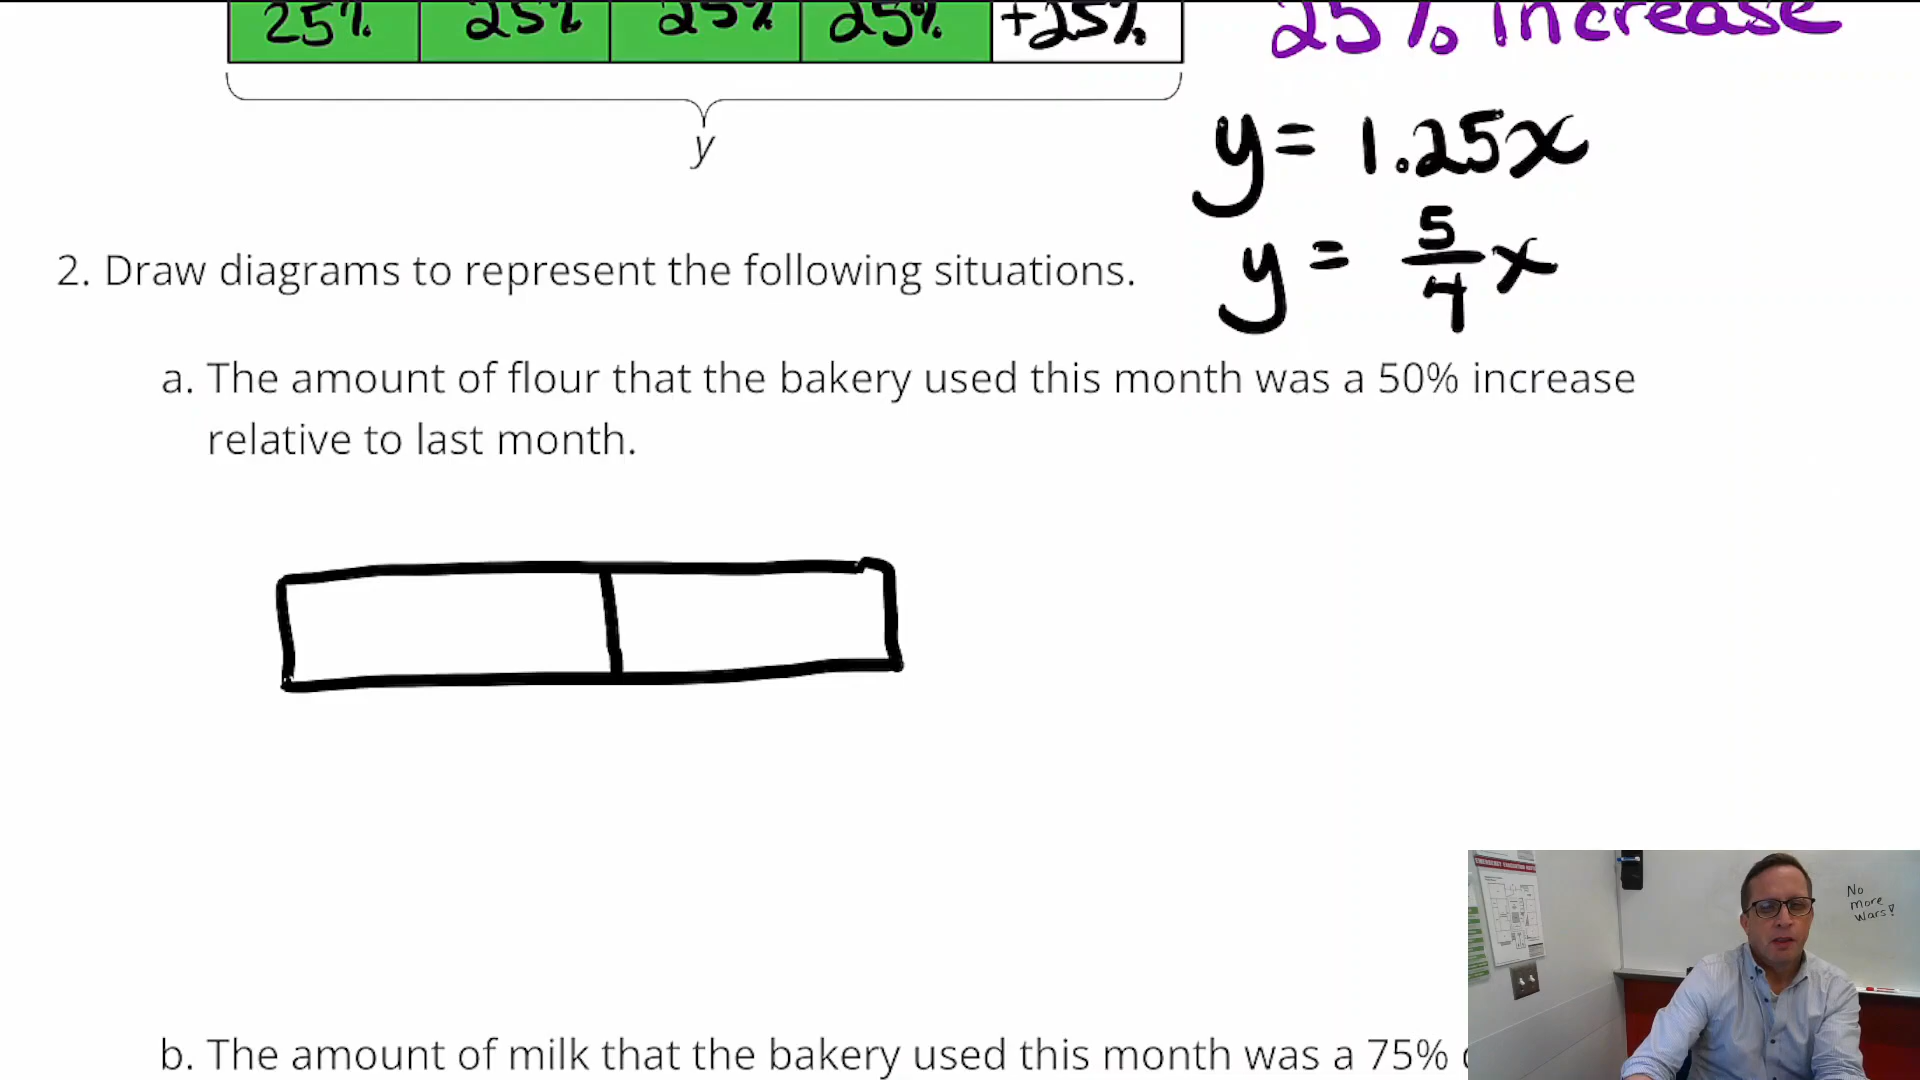 25% 25% 25% 25% +25%
25% increase
y
y = 1.25x
y = 5/4 x
2. Draw diagrams to represent the following situations.
a. The amount of flour that the bakery used this month was a 50% increase
relative to last month.
b. The amount of milk that the bakery used this month was a 75%
No
more
wars!